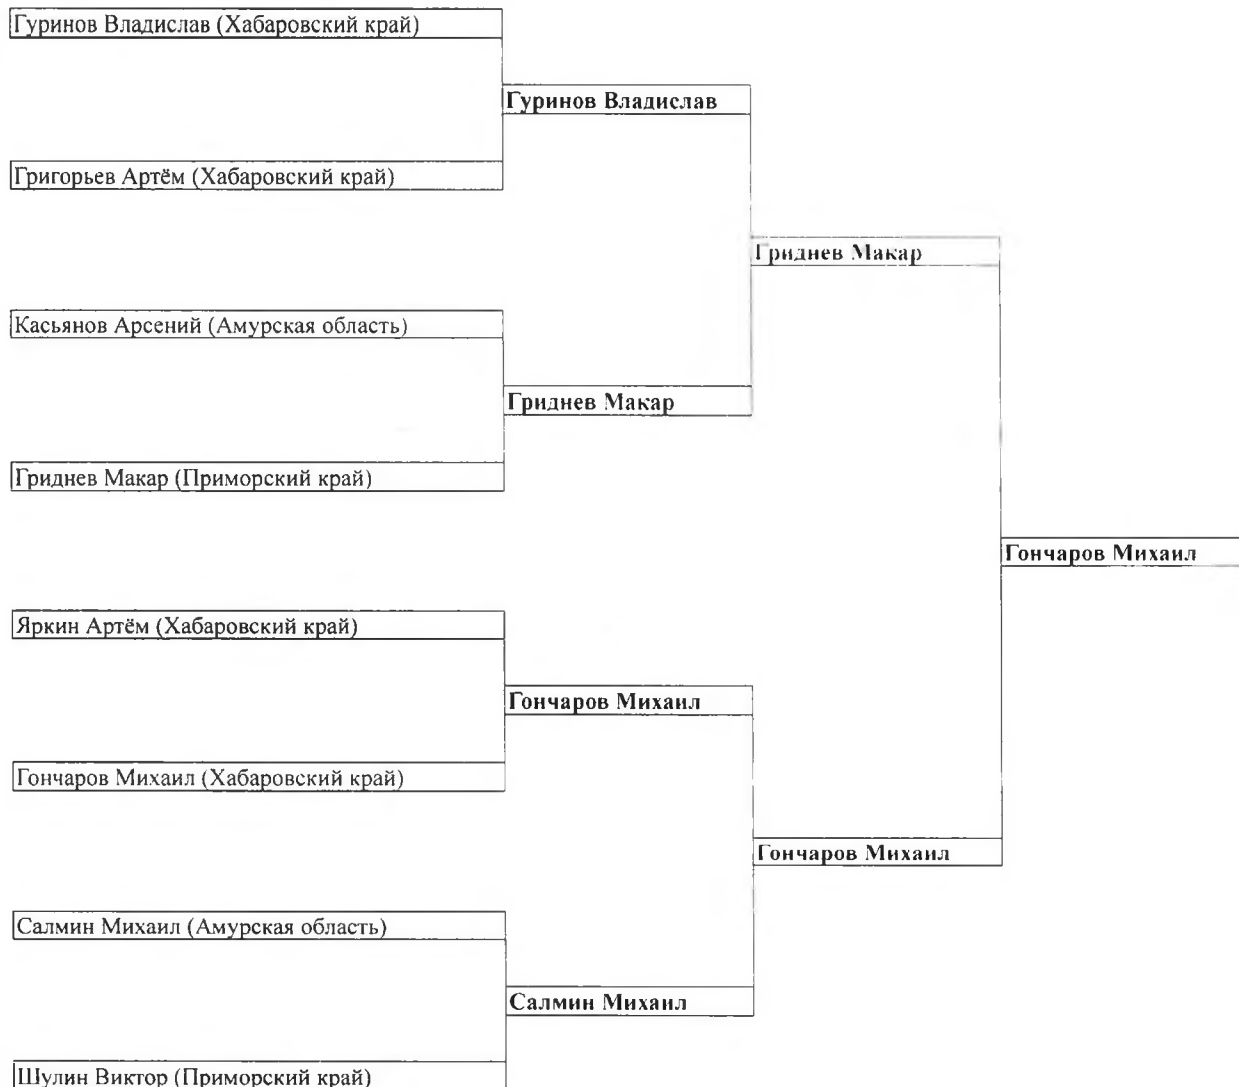 Гуринов Владислав (Хабаровский край)
Гуринов Владислав
Григорьев Артём (Хабаровский край)
Гриднев Макар
Касьянов Арсений (Амурская область)
Гриднев Макар
Гриднев Макар (Приморский край)
Гончаров Михаил
Яркин Артём (Хабаровский край)
Гончаров Михаил
Гончаров Михаил (Хабаровский край)
Гончаров Михаил
Салмин Михаил (Амурская область)
Салмин Михаил
Шулин Виктор (Приморский край)